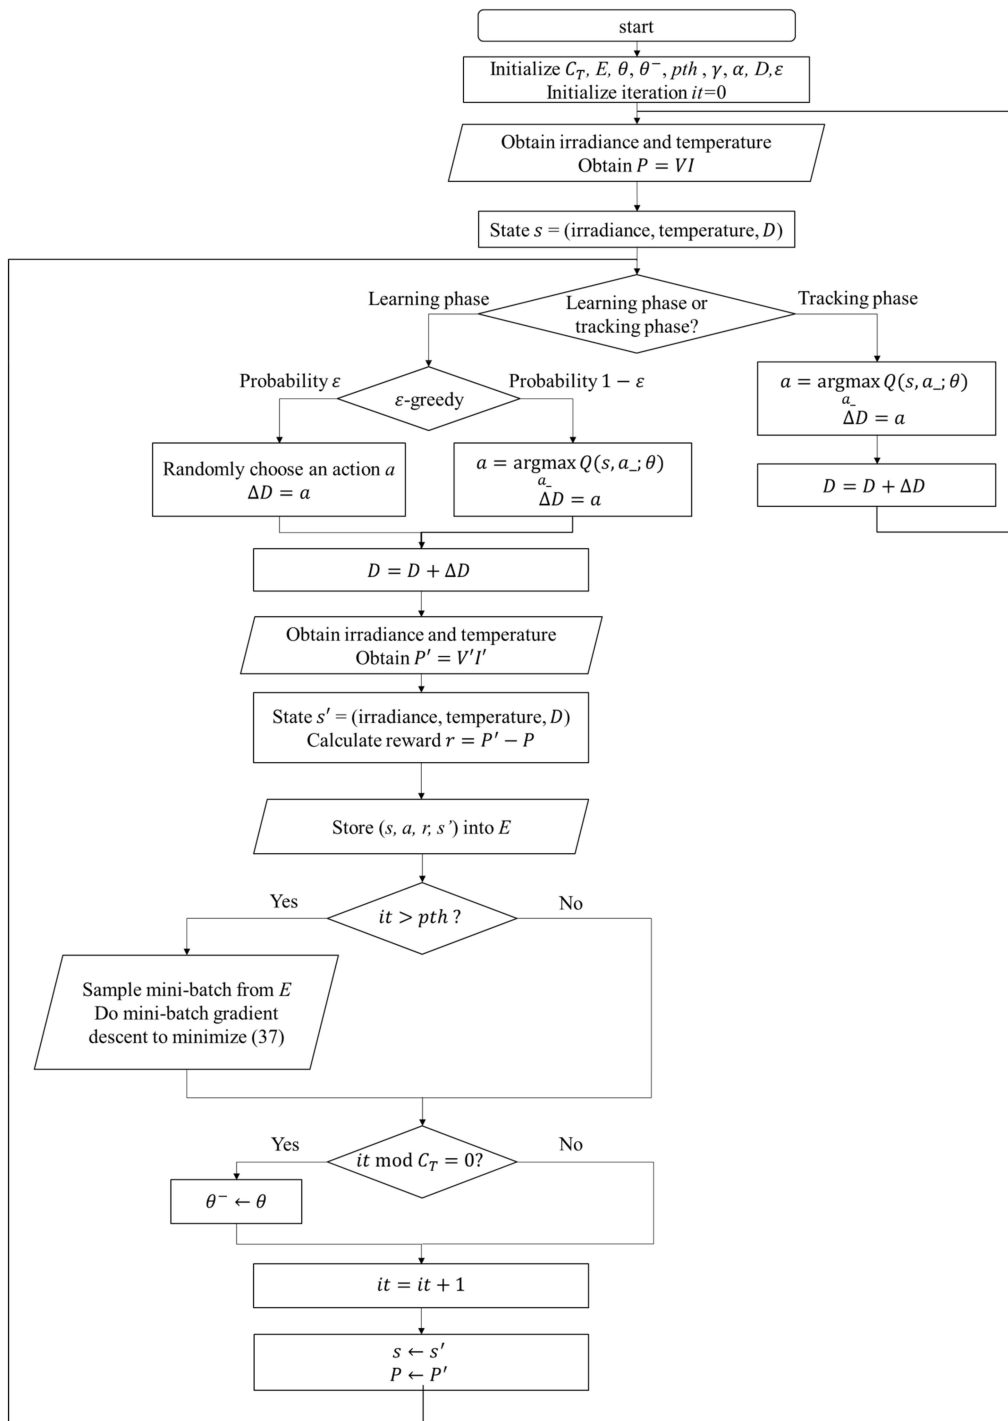 start
Initialize C_T, E, θ, θ⁻, pth , γ, α, D,ε
Initialize iteration it=0
Obtain irradiance and temperature
Obtain P = VI
State s = (irradiance, temperature, D)
Learning phase
Learning phase or
tracking phase?
Tracking phase
Probability ε
ε-greedy
Probability 1 − ε
a = argmax Q(s, a_; θ)
a_
ΔD = a
Randomly choose an action a
ΔD = a
a = argmax Q(s, a_; θ)
a_
ΔD = a
D = D + ΔD
D = D + ΔD
Obtain irradiance and temperature
Obtain P′ = V′I′
State s′ = (irradiance, temperature, D)
Calculate reward r = P′ − P
Store (s, a, r, s’) into E
Yes
it > pth ?
No
Sample mini-batch from E
Do mini-batch gradient
descent to minimize (37)
Yes
it mod C_T = 0?
No
θ⁻ ← θ
it = it + 1
s ← s′
P ← P′